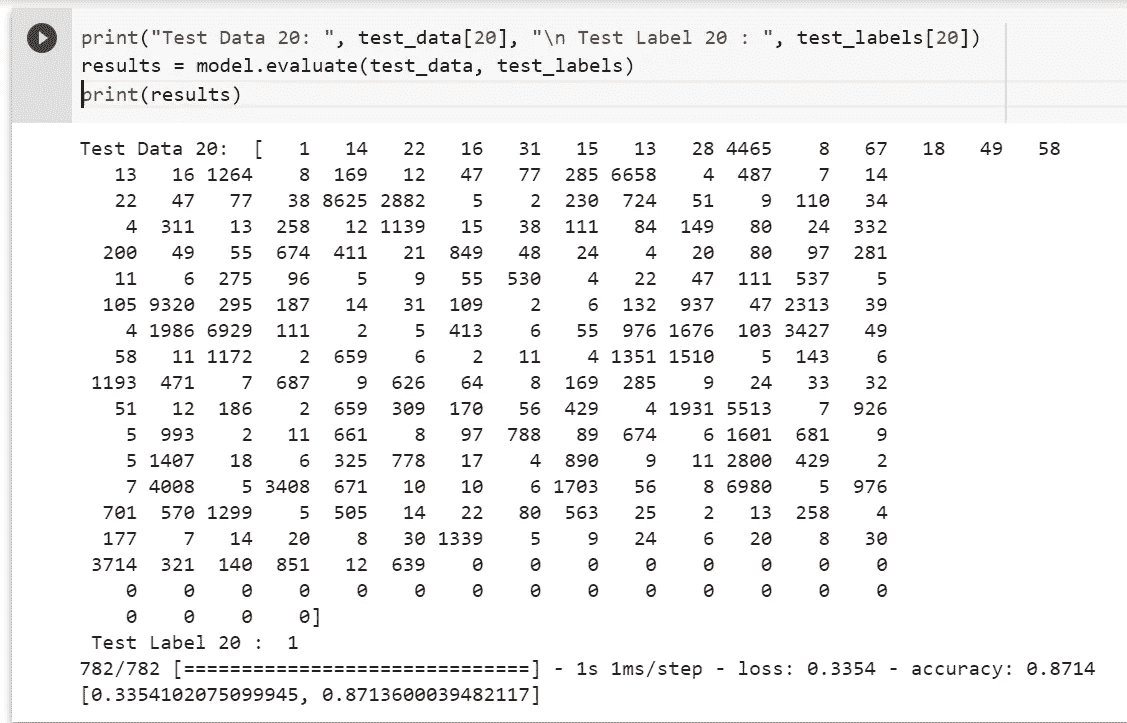 print("Test Data 20: ", test_data[20], "\n Test Label 20 : ", test_labels[20])
results = model.evaluate(test_data, test_labels)
print(results)
Test Data 20:  [   1   14   22   16   31   15   13   28 4465    8   67   18   49   58
   13   16 1264    8  169   12   47   77  285 6658    4  487    7   14
   22   47   77   38 8625 2882    5    2  230  724   51    9  110   34
    4  311   13  258   12 1139   15   38  111   84  149   80   24  332
  200   49   55  674  411   21  849   48   24    4   20   80   97  281
   11    6  275   96    5    9   55  530    4   22   47  111  537    5
  105 9320  295  187   14   31  109    2    6  132  937   47 2313   39
    4 1986 6929  111    2    5  413    6   55  976 1676  103 3427   49
   58   11 1172    2  659    6    2   11    4 1351 1510    5  143    6
 1193  471    7  687    9  626   64    8  169  285    9   24   33   32
   51   12  186    2  659  309  170   56  429    4 1931 5513    7  926
    5  993    2   11  661    8   97  788   89  674    6 1601  681    9
    5 1407   18    6  325  778   17    4  890    9   11 2800  429    2
    7 4008    5 3408  671   10   10    6 1703   56    8 6980    5  976
  701  570 1299    5  505   14   22   80  563   25    2   13  258    4
  177    7   14   20    8   30 1339    5    9   24    6   20    8   30
 3714  321  140  851   12  639    0    0    0    0    0    0    0    0
    0    0    0    0    0    0    0    0    0    0    0    0    0    0
    0    0    0    0]
 Test Label 20 :  1
782/782 [==============================] - 1s 1ms/step - loss: 0.3354 - accuracy: 0.8714
[0.3354102075099945, 0.8713600039482117]